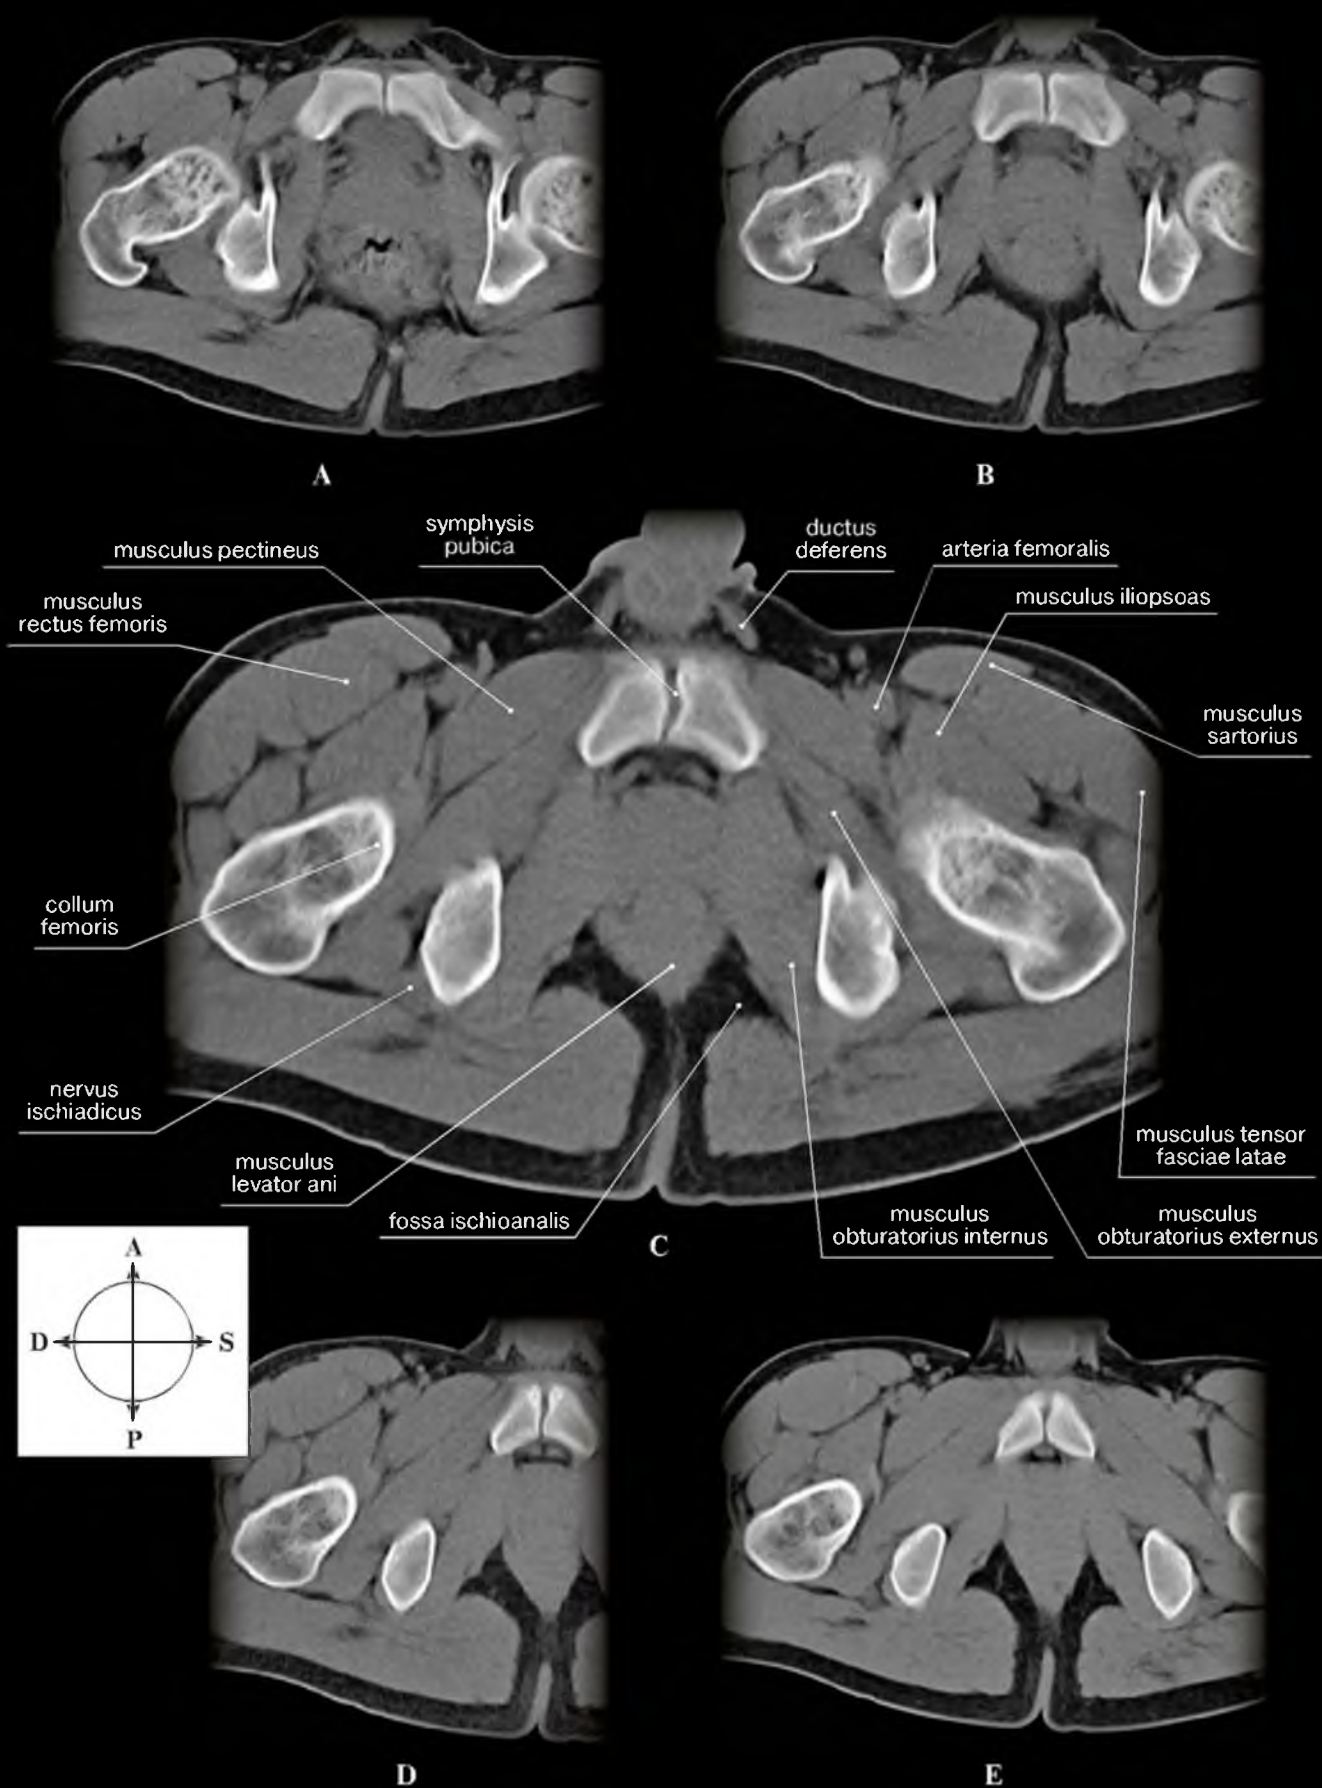 A
B
symphysis
pubica
ductus
deferens
musculus pectineus
arteria femoralis
musculus
rectus femoris
musculus iliopsoas
musculus
sartorius
collum
femoris
nervus
ischiadicus
musculus
levator ani
fossa ischioanalis
C
musculus
obturatorius internus
musculus
obturatorius externus
musculus tensor
fasciae latae
A
D
S
P
D
E